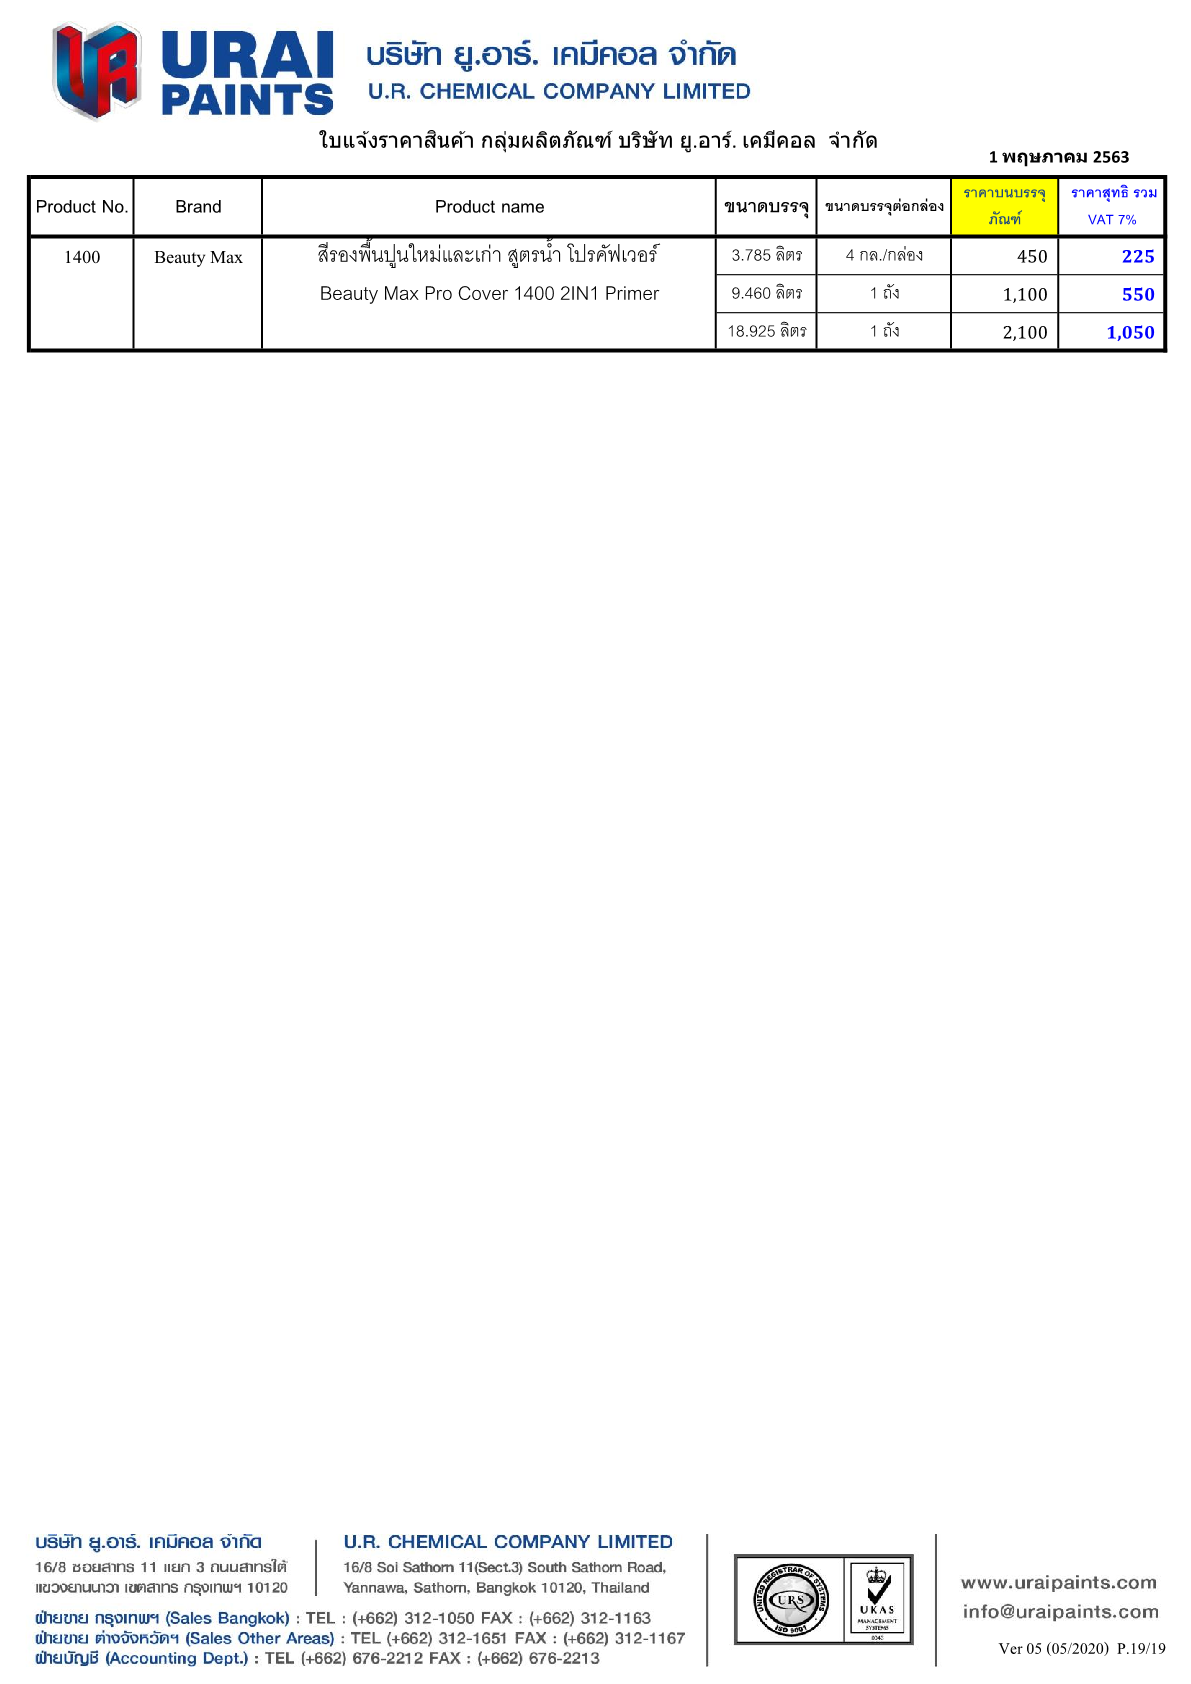 URAI
PAINTS
บริษัท ยู.อาร์. เคมีคอล จำกัด
U.R. CHEMICAL COMPANY LIMITED
ใบแจ้งราคาสินค้า กลุ่มผลิตภัณฑ์ บริษัท ยู.อาร์. เคมีคอล จำกัด
1 พฤษภาคม 2563
Product No. Brand Product name ขนาดบรรจุ ขนาดบรรจุต่อกล่อง ราคาบนบรรจุ ราคาสุทธิ รวม
ภัณฑ์ VAT 7%
1400 Beauty Max สีรองพื้นปูนใหม่และเก่า สูตรน้ำ โปรคัฟเวอร์ 3.785 ลิตร 4 กล./กล่อง 450 225
Beauty Max Pro Cover 1400 2IN1 Primer 9.460 ลิตร 1 ถัง 1,100 550
18.925 ลิตร 1 ถัง 2,100 1,050
บริษัท ยู.อาร์. เคมีคอล จำกัด
16/8 ซอยสาทร 11 แยก 3 ถนนสาทรใต้
แขวงยานนาวา เขตสาทร กรุงเทพฯ 10120
U.R. CHEMICAL COMPANY LIMITED
16/8 Soi Sathorn 11(Sect.3) South Sathorn Road,
Yannawa, Sathorn, Bangkok 10120, Thailand
ฝ่ายขาย กรุงเทพฯ (Sales Bangkok) : TEL : (+662) 312-1050 FAX : (+662) 312-1163
ฝ่ายขาย ต่างจังหวัดฯ (Sales Other Areas) : TEL (+662) 312-1651 FAX : (+662) 312-1167
ฝ่ายบัญชี (Accounting Dept.) : TEL (+662) 676-2212 FAX : (+662) 676-2213
UNITED REGISTRAR OF SYSTEMS
URS
ISO 9001
UKAS
MANAGEMENT
SYSTEMS
www.uraipaints.com
info@uraipaints.com
Ver 05 (05/2020) P.19/19